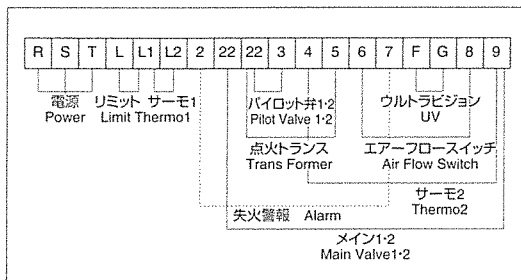 R S T L L1 L2 2 22 22 3 4 5 6 7 F G 8 9
電源 リミット サーモ1 パイロット弁1·2 ウルトラビジョン
Power Limit Thermo1 Pilot Valve 1·2 UV
点火トランス エアーフロースイッチ
Trans Former Air Flow Switch
サーモ2
Thermo2
失火警報 Alarm
メイン1·2
Main Valve1·2